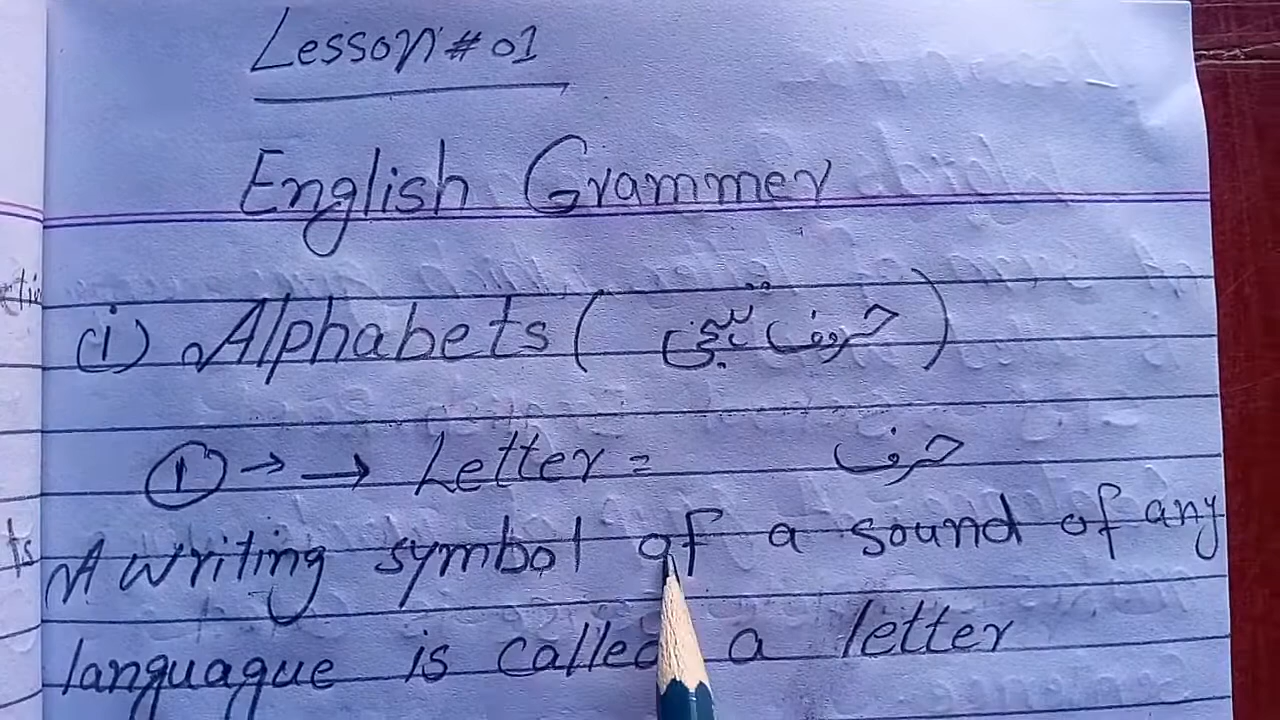 Lesson # 01
English Grammer
(i) Alphabets (حروف تہجی)
① → → Letter = حرف
A writing symbol of a sound of any
languague is called a letter